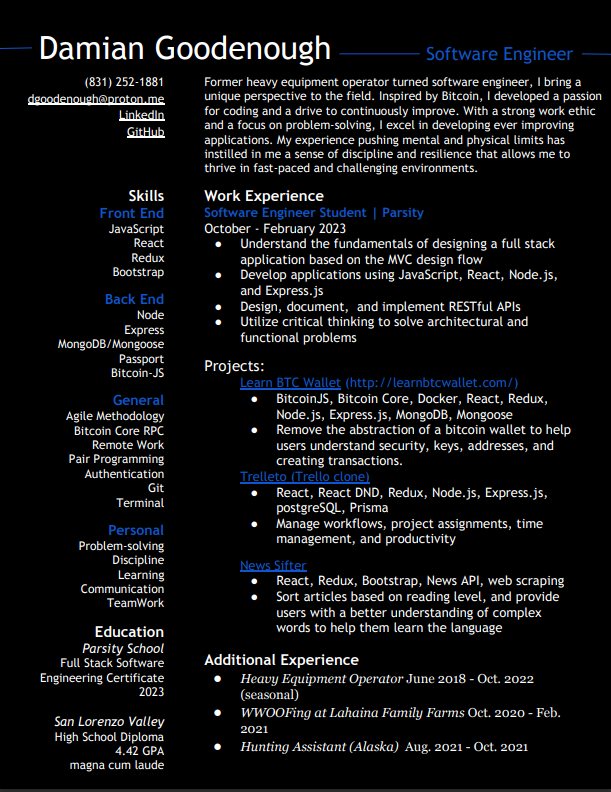 Damian Goodenough
Software Engineer
(831) 252-1881
dgoodenough@proton.me
LinkedIn
GitHub
Former heavy equipment operator turned software engineer, I bring a
unique perspective to the field. Inspired by Bitcoin, I developed a passion
for coding and a drive to continuously improve. With a strong work ethic
and a focus on problem-solving, I excel in developing ever improving
applications. My experience pushing mental and physical limits has
instilled in me a sense of discipline and resilience that allows me to
thrive in fast-paced and challenging environments.
Skills
Front End
JavaScript
React
Redux
Bootstrap
Back End
Node
Express
MongoDB/Mongoose
Passport
Bitcoin-JS
General
Agile Methodology
Bitcoin Core RPC
Remote Work
Pair Programming
Authentication
Git
Terminal
Personal
Problem-solving
Discipline
Learning
Communication
TeamWork
Education
Parsity School
Full Stack Software
Engineering Certificate
2023
San Lorenzo Valley
High School Diploma
4.42 GPA
magna cum laude
Work Experience
Software Engineer Student | Parsity
October - February 2023
● Understand the fundamentals of designing a full stack
application based on the MVC design flow
● Develop applications using JavaScript, React, Node.js,
and Express.js
● Design, document,  and implement RESTful APIs
● Utilize critical thinking to solve architectural and
functional problems
Projects:
Learn BTC Wallet (http://learnbtcwallet.com/)
● BitcoinJS, Bitcoin Core, Docker, React, Redux,
Node.js, Express.js, MongoDB, Mongoose
● Remove the abstraction of a bitcoin wallet to help
users understand security, keys, addresses, and
creating transactions.
Trelleto (Trello clone)
● React, React DND, Redux, Node.js, Express.js,
postgreSQL, Prisma
● Manage workflows, project assignments, time
management, and productivity
News Sifter
● React, Redux, Bootstrap, News API, web scraping
● Sort articles based on reading level, and provide
users with a better understanding of complex
words to help them learn the language
Additional Experience
● Heavy Equipment Operator June 2018 - Oct. 2022
(seasonal)
● WWOOFing at Lahaina Family Farms Oct. 2020 - Feb.
2021
● Hunting Assistant (Alaska)  Aug. 2021 - Oct. 2021